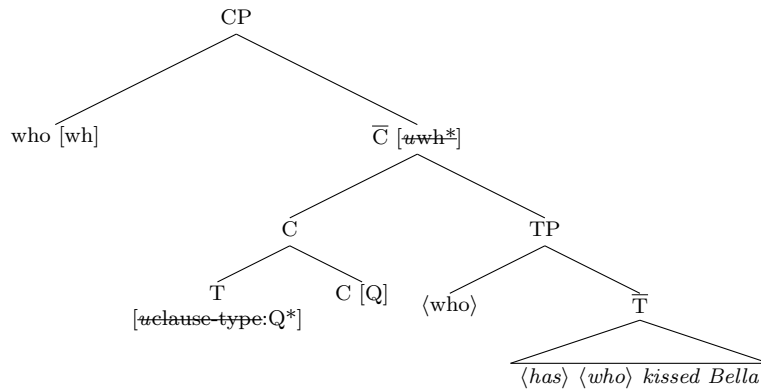 CP
who [wh]
C̅ [uwh*]
C
TP
T
[uclause-type:Q*]
C [Q]
⟨who⟩
T̅
⟨has⟩ ⟨who⟩ kissed Bella